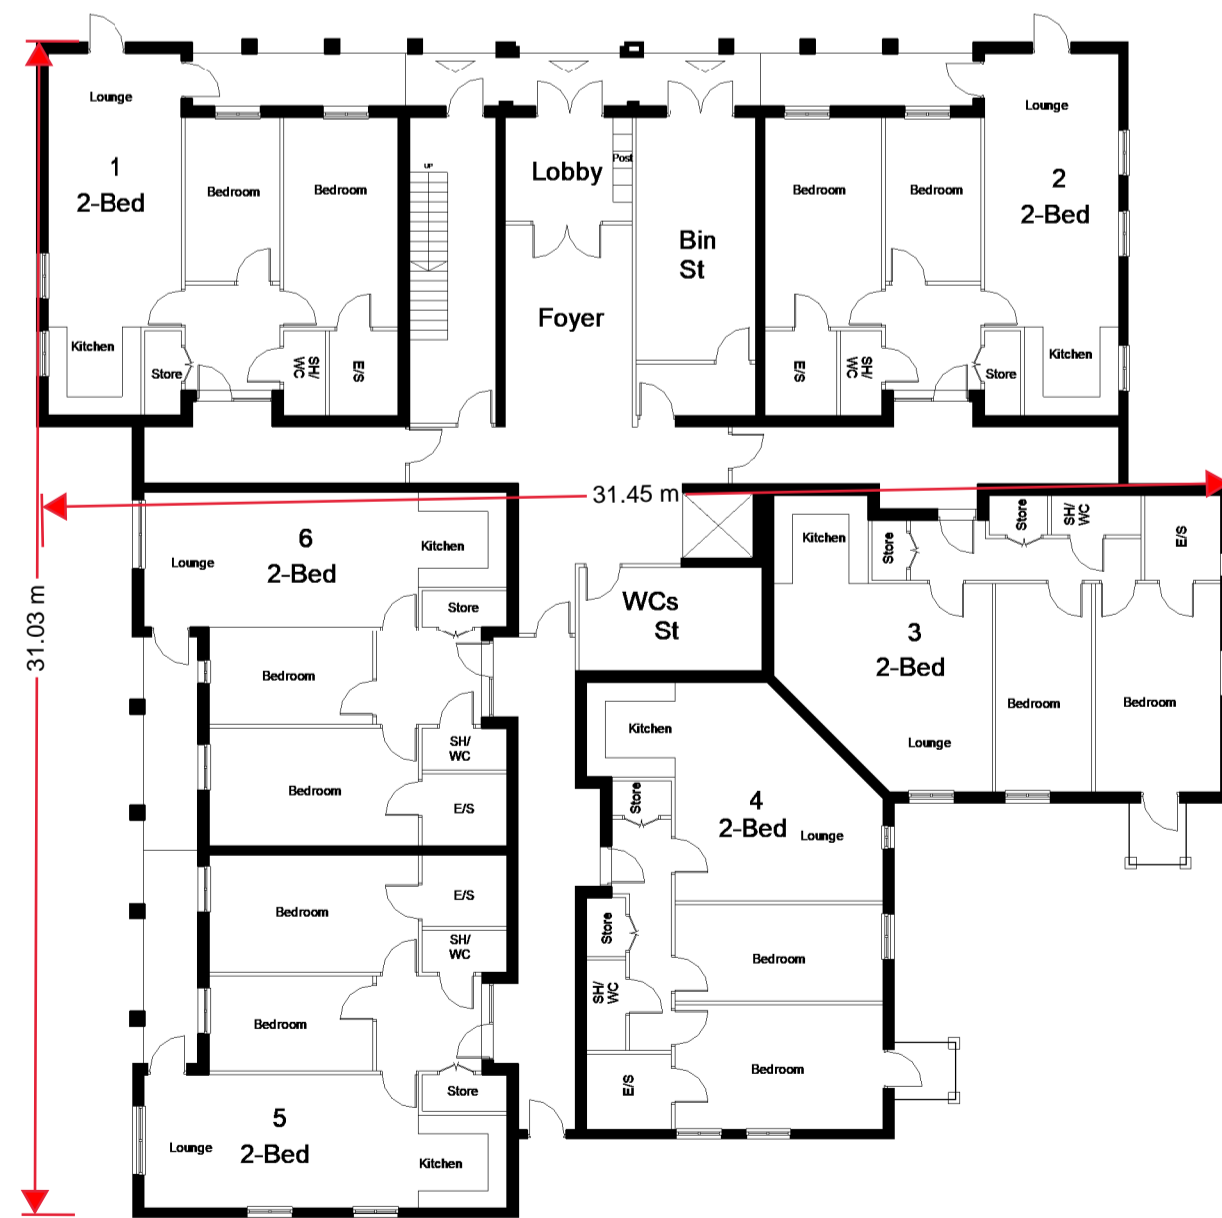 Lounge
1
2-Bed
Bedroom
Bedroom
Kitchen
Store
SH/
WC
E/S
UP
Lobby
Post
Foyer
Bin
St
Bedroom
Bedroom
Lounge
2
2-Bed
E/S
SH/
WC
Store
Kitchen
31.45 m
31.03 m
6
2-Bed
Lounge
Kitchen
Store
Bedroom
SH/
WC
Bedroom
E/S
WCs
St
Kitchen
Store
Store
SH/
WC
E/S
3
2-Bed
Lounge
Bedroom
Bedroom
Kitchen
Store
4
2-Bed
Lounge
Store
Bedroom
SH/
WC
Bedroom
E/S
Bedroom
E/S
SH/
WC
Bedroom
Store
5
2-Bed
Lounge
Kitchen